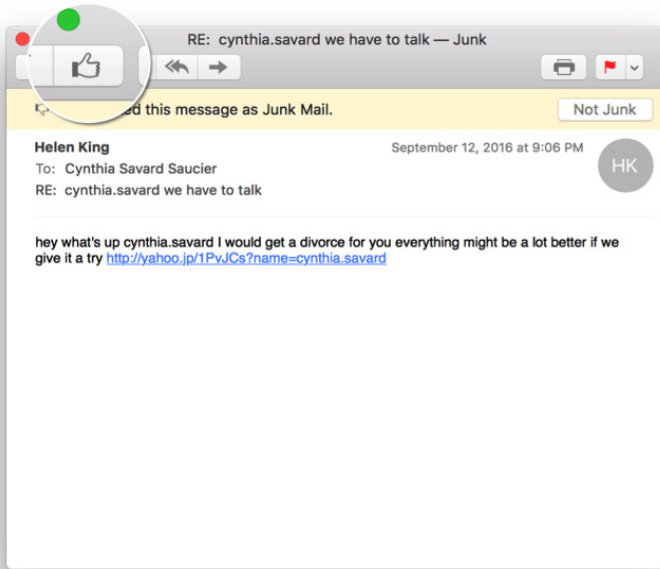 RE: cynthia.savard we have to talk — Junk
this message as Junk Mail.
Not Junk
Helen King
September 12, 2016 at 9:06 PM
HK
To: Cynthia Savard Saucier
RE: cynthia.savard we have to talk
hey what's up cynthia.savard I would get a divorce for you everything might be a lot better if we
give it a try http://yahoo.jp/1PvJCs?name=cynthia.savard